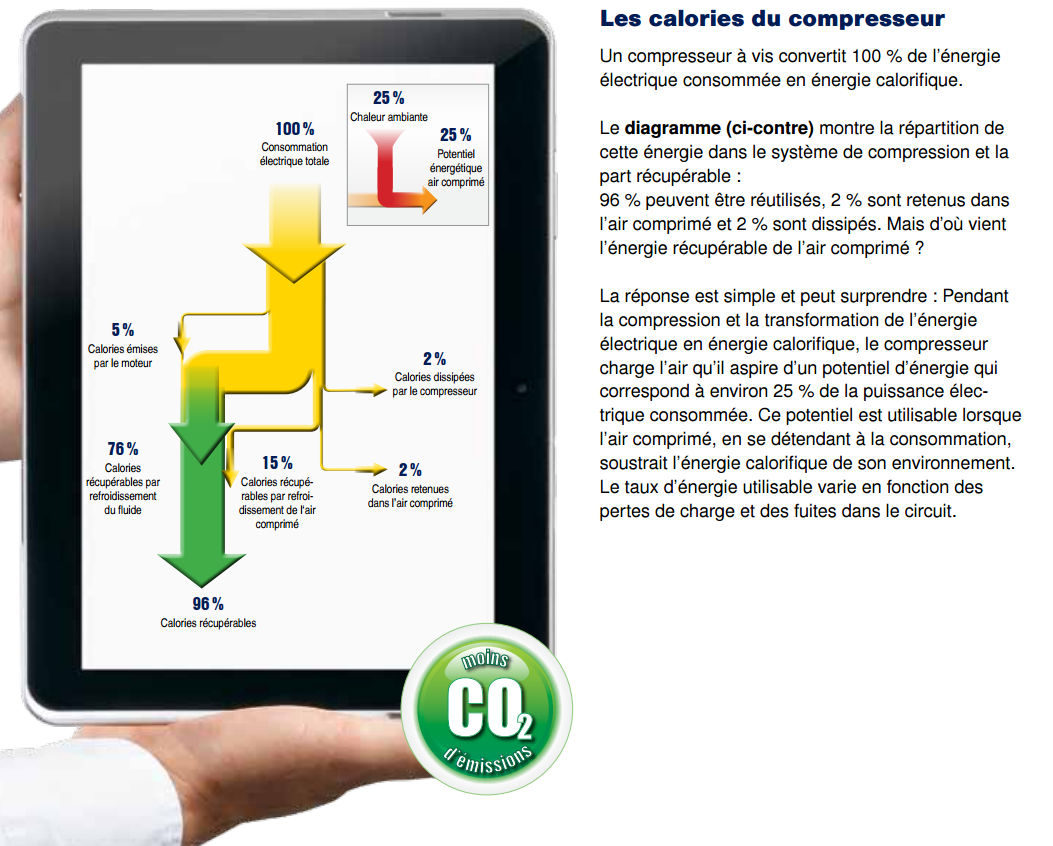 Les calories du compresseur
Un compresseur à vis convertit 100 % de l'énergie
électrique consommée en énergie calorifique.
Le diagramme (ci-contre) montre la répartition de
cette énergie dans le système de compression et la
part récupérable :
96 % peuvent être réutilisés, 2 % sont retenus dans
l'air comprimé et 2 % sont dissipés. Mais d'où vient
l'énergie récupérable de l'air comprimé ?
La réponse est simple et peut surprendre : Pendant
la compression et la transformation de l'énergie
électrique en énergie calorifique, le compresseur
charge l'air qu'il aspire d'un potentiel d'énergie qui
correspond à environ 25 % de la puissance élec-
trique consommée. Ce potentiel est utilisable lorsque
l'air comprimé, en se détendant à la consommation,
soustrait l'énergie calorifique de son environnement.
Le taux d'énergie utilisable varie en fonction des
pertes de charge et des fuites dans le circuit.
25 %
Chaleur ambiante
25 %
Potentiel
énergétique
air comprimé
100 %
Consommation
électrique totale
5 %
Calories émises
par le moteur
2 %
Calories dissipées
par le compresseur
76 %
Calories
récupérables par
refroidissement
du fluide
15 %
Calories récupé-
rables par refroi-
dissement de l'air
comprimé
2 %
Calories retenues
dans l'air comprimé
96 %
Calories récupérables
moins
CO2
d'émissions